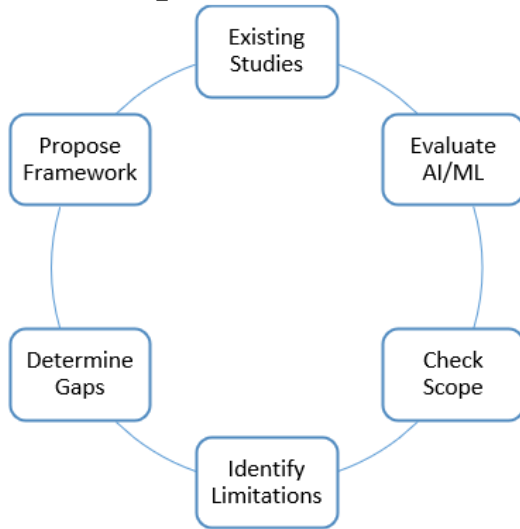 Existing
Studies
Evaluate
AI/ML
Check
Scope
Identify
Limitations
Determine
Gaps
Propose
Framework